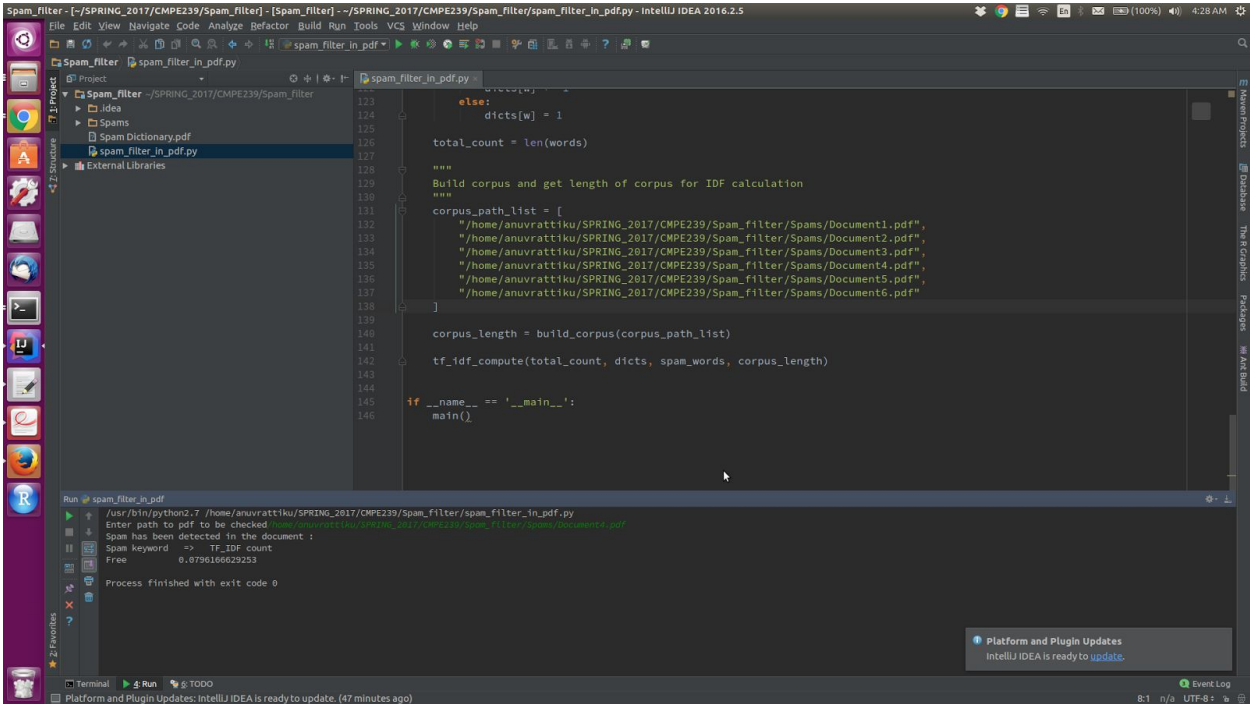 Spam_filter - [~/SPRING_2017/CMPE239/Spam_filter] - [Spam_filter] - ~/SPRING_2017/CMPE239/Spam_filter/spam_filter_in_pdf.py - IntelliJ IDEA 2016.2.5
En
(100%)
4:28 AM
File Edit View Navigate Code Analyze Refactor Build Run Tools VCS Window Help
spam_filter_in_pdf
Spam_filter
spam_filter_in_pdf.py
Project
spam_filter_in_pdf.py
1: Project
Z: Structure
Spam_filter ~/SPRING_2017/CMPE239/Spam_filter
.idea
Spams
Spam Dictionary.pdf
spam_filter_in_pdf.py
External Libraries
123 else:
124 dicts[w] = 1
125
126 total_count = len(words)
127
128 """
129 Build corpus and get length of corpus for IDF calculation
130 """
131 corpus_path_list = [
132 "/home/anuvrattiku/SPRING_2017/CMPE239/Spam_filter/Spams/Document1.pdf",
133 "/home/anuvrattiku/SPRING_2017/CMPE239/Spam_filter/Spams/Document2.pdf",
134 "/home/anuvrattiku/SPRING_2017/CMPE239/Spam_filter/Spams/Document3.pdf",
135 "/home/anuvrattiku/SPRING_2017/CMPE239/Spam_filter/Spams/Document4.pdf",
136 "/home/anuvrattiku/SPRING_2017/CMPE239/Spam_filter/Spams/Document5.pdf",
137 "/home/anuvrattiku/SPRING_2017/CMPE239/Spam_filter/Spams/Document6.pdf"
138 ]
139
140 corpus_length = build_corpus(corpus_path_list)
141
142 tf_idf_compute(total_count, dicts, spam_words, corpus_length)
143
144
145 if __name__ == '__main__':
146 main()
Maven Projects
Database
The R Graphics
Packages
Ant Build
Run spam_filter_in_pdf
/usr/bin/python2.7 /home/anuvrattiku/SPRING_2017/CMPE239/Spam_filter/spam_filter_in_pdf.py
Enter path to pdf to be checked/home/anuvrattiku/SPRING_2017/CMPE239/Spam_filter/Spams/Document4.pdf
Spam has been detected in the document :
Spam keyword => TF_IDF count
Free 0.0796166629253
Process finished with exit code 0
2: Favorites
Platform and Plugin Updates
IntelliJ IDEA is ready to update.
Terminal
4: Run
6: TODO
Event Log
Platform and Plugin Updates: IntelliJ IDEA is ready to update. (47 minutes ago)
8:1 n/a UTF-8